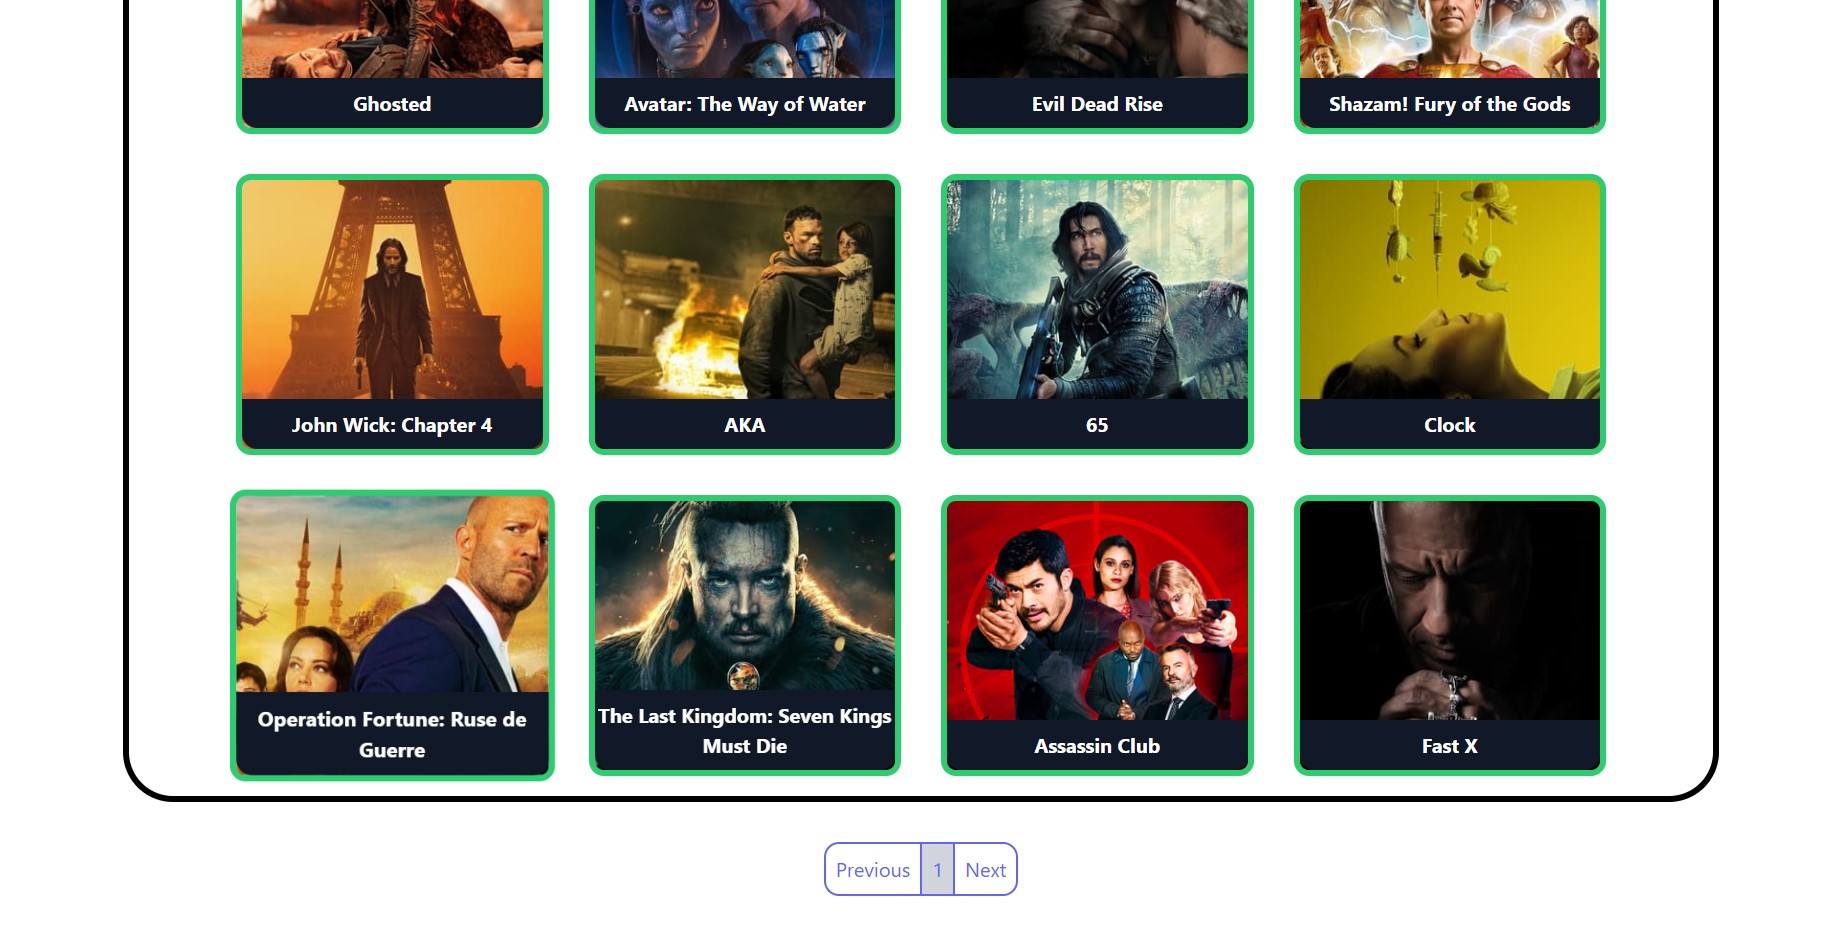 Ghosted
Avatar: The Way of Water
Evil Dead Rise
Shazam! Fury of the Gods
John Wick: Chapter 4
AKA
65
Clock
Operation Fortune: Ruse de
Guerre
The Last Kingdom: Seven Kings
Must Die
Assassin Club
Fast X
Previous
1
Next